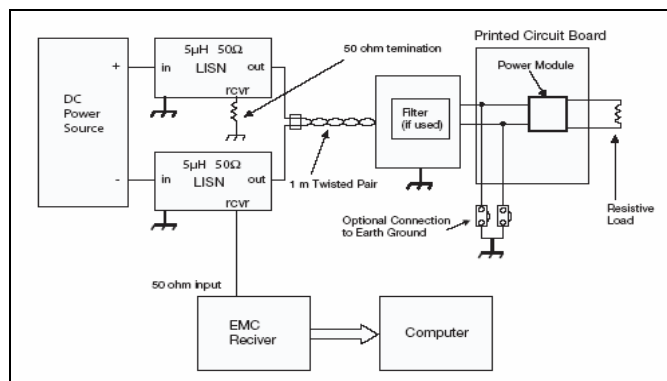 Printed Circuit Board
5µH 50Ω
LISN
in
out
rcvr
50 ohm temination
Power Module
+
DC
Power
Source
-
Filter
(if used)
5µH 50Ω
LISN
in
out
rcvr
1 m Twisted Pair
Optional Connection
to Earth Ground
Resistive
Load
50 ohm input
EMC
Reciver
Computer